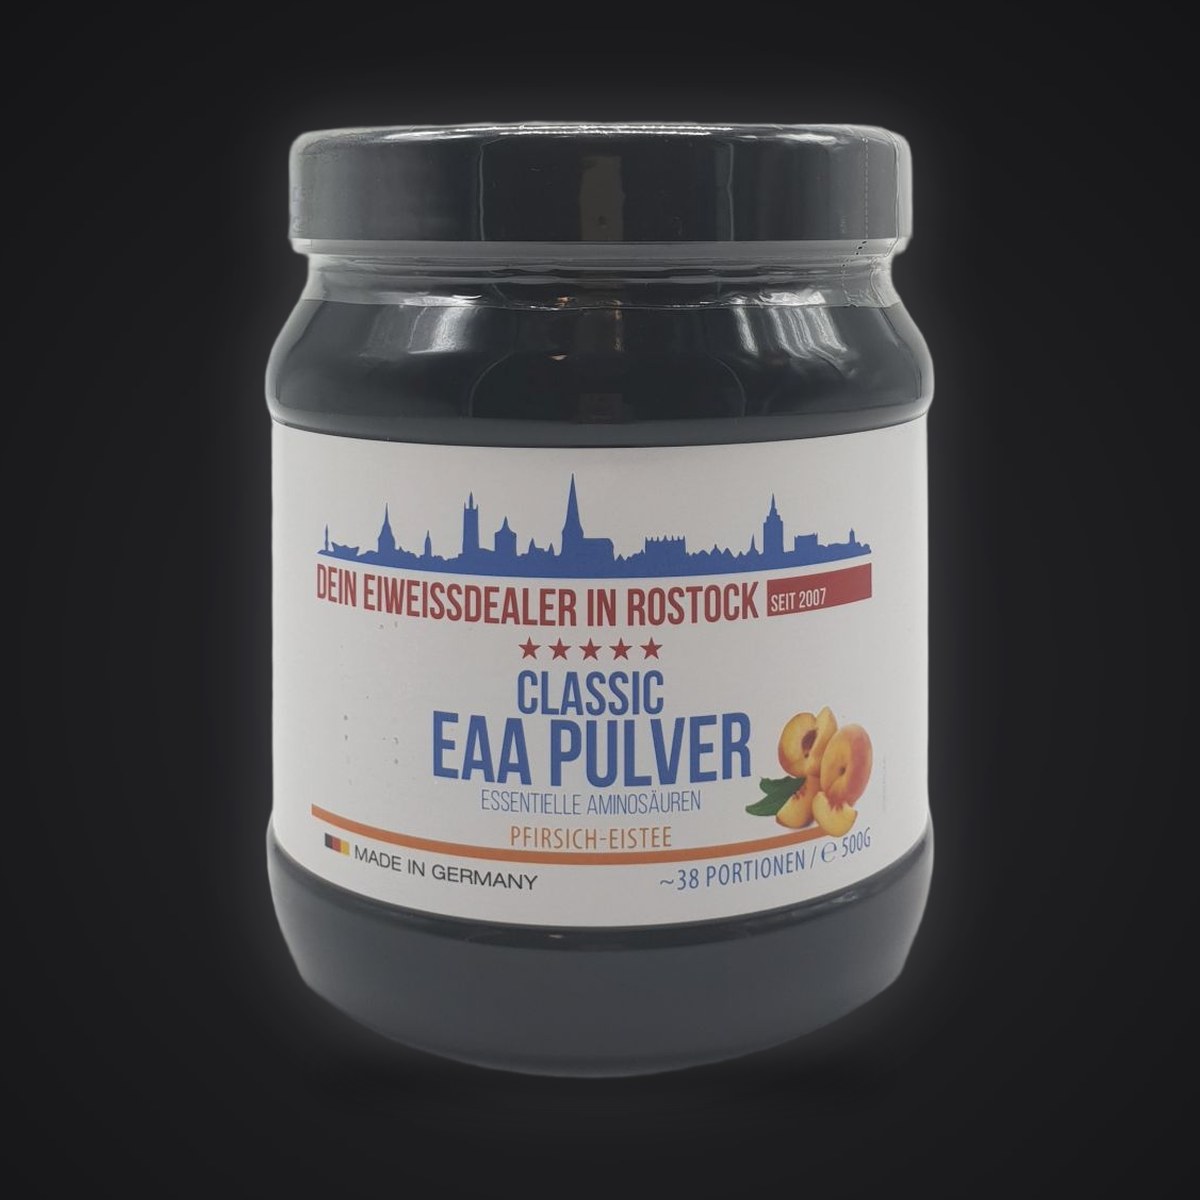 DEIN EIWEISSDEALER IN ROSTOCK SEIT 2007
CLASSIC
EAA PULVER
ESSENTIELLE AMINOSÄUREN
PFIRSICH-EISTEE
MADE IN GERMANY
~38 PORTIONEN / ℮ 500G